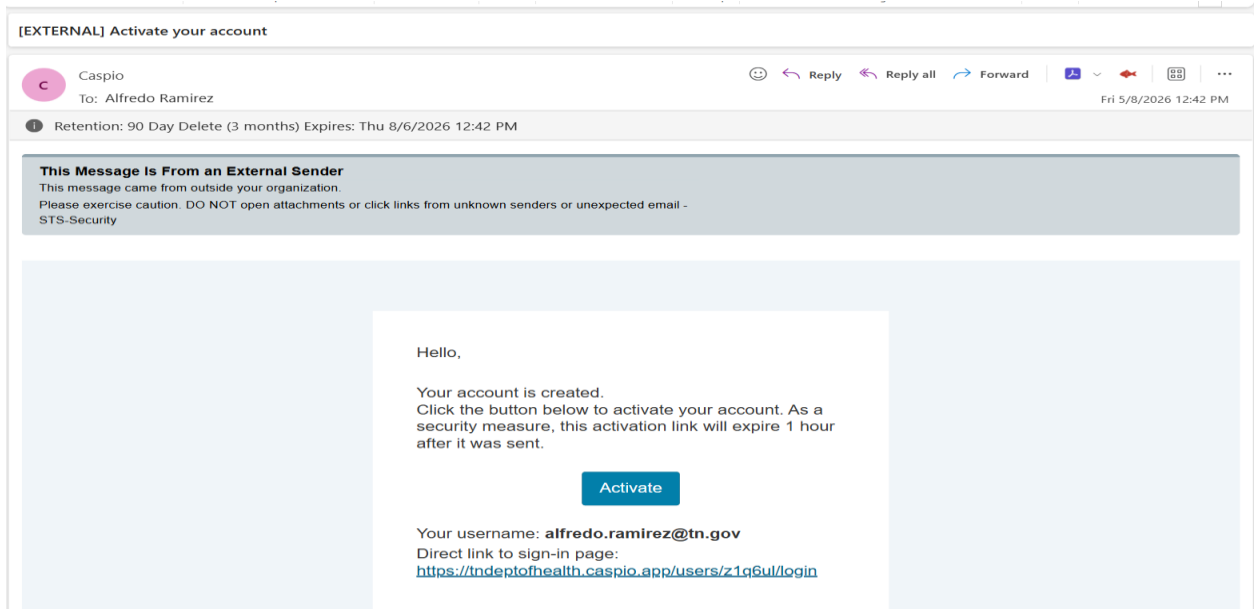 [EXTERNAL] Activate your account
C
Caspio
Reply
Reply all
Forward
To: Alfredo Ramirez
Fri 5/8/2026 12:42 PM
Retention: 90 Day Delete (3 months) Expires: Thu 8/6/2026 12:42 PM
This Message Is From an External Sender
This message came from outside your organization.
Please exercise caution. DO NOT open attachments or click links from unknown senders or unexpected email -
STS-Security
Hello,
Your account is created.
Click the button below to activate your account. As a
security measure, this activation link will expire 1 hour
after it was sent.
Activate
Your username: alfredo.ramirez@tn.gov
Direct link to sign-in page:
https://tndeptofhealth.caspio.app/users/z1q6ul/login